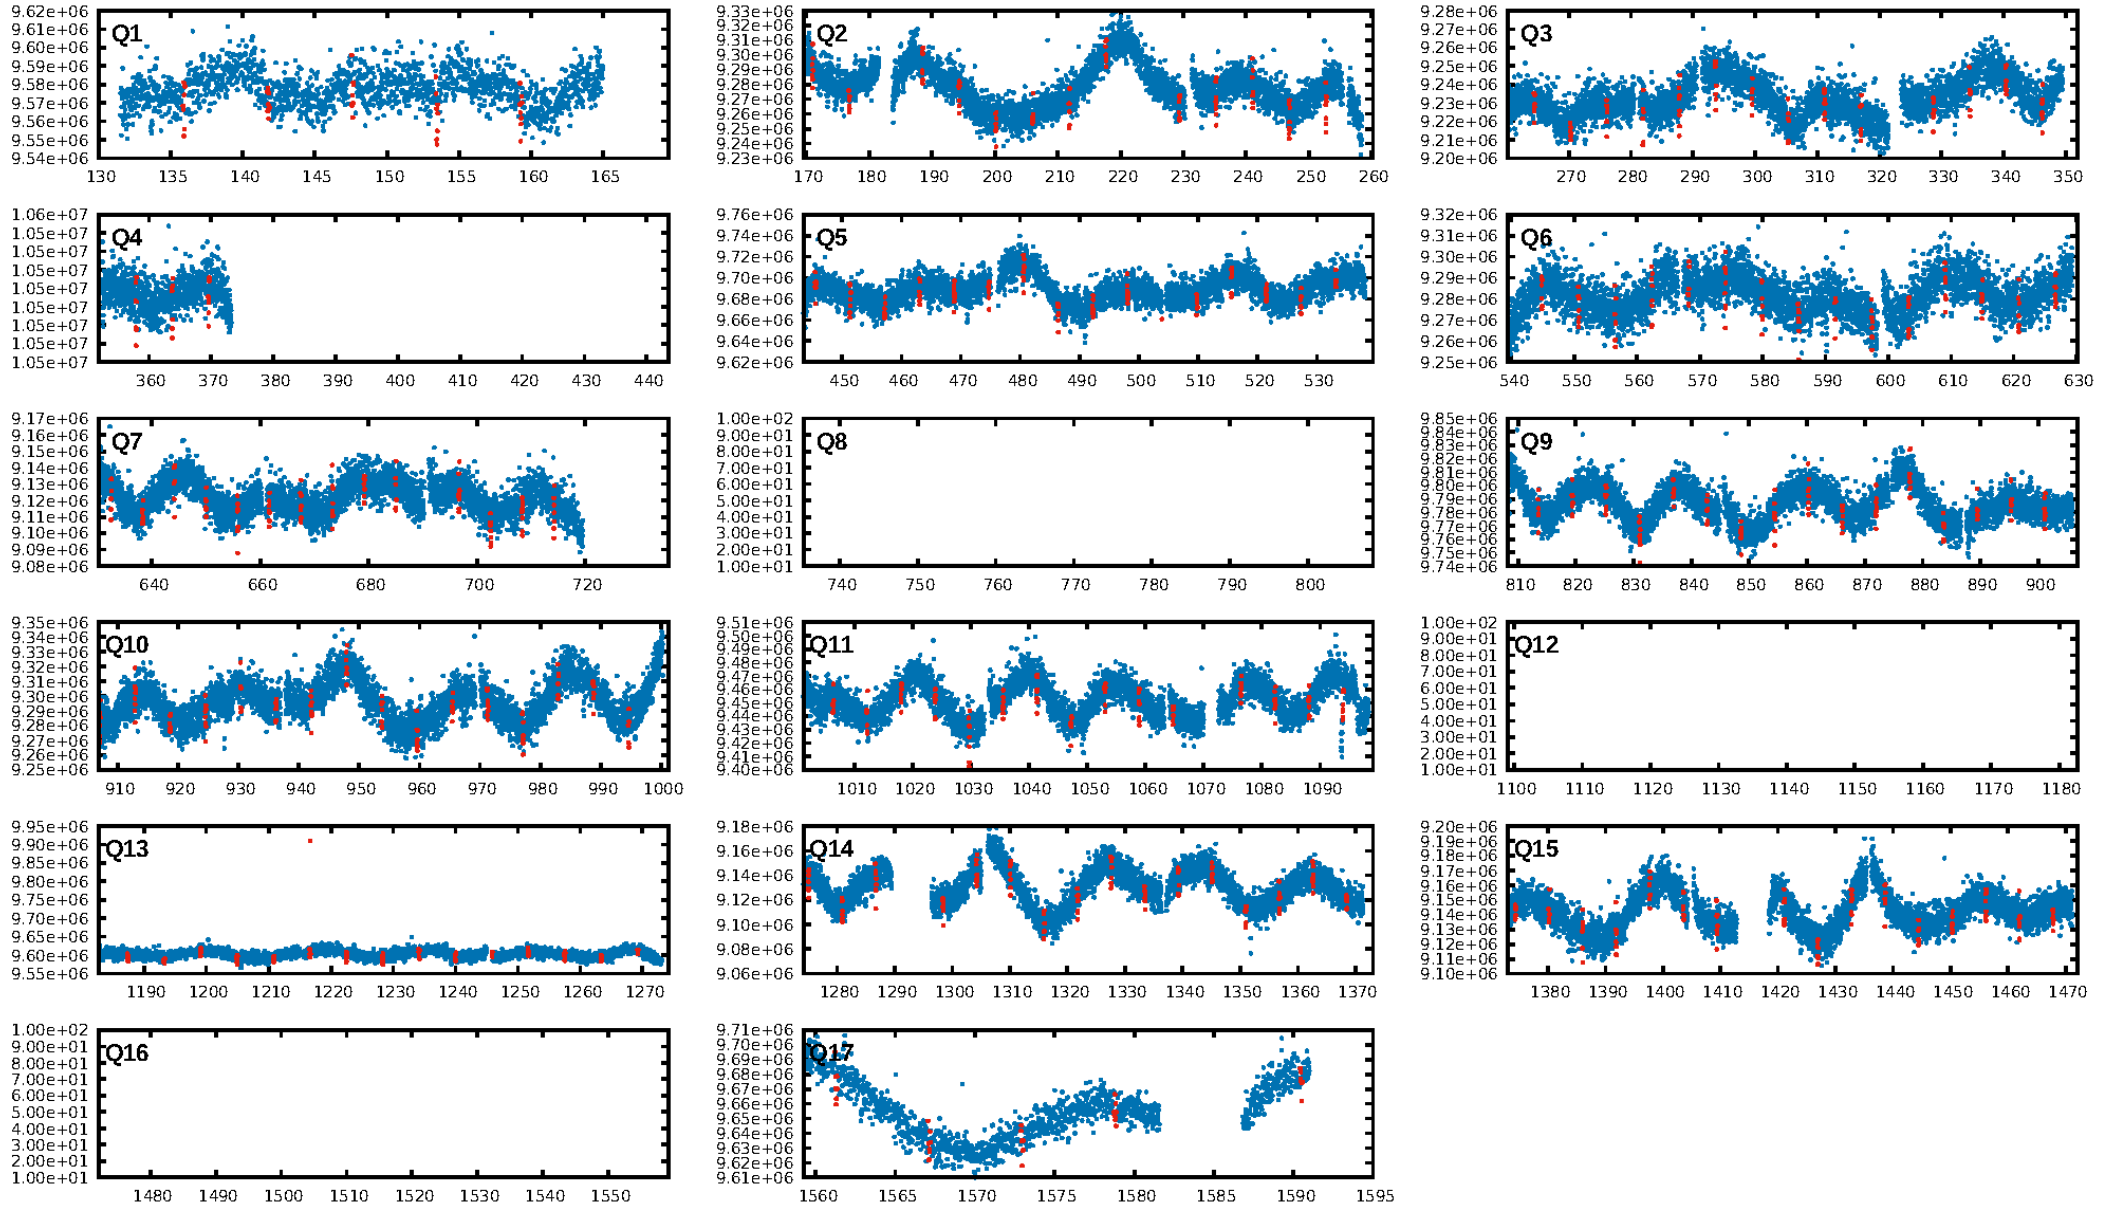 9.62e+06
9.61e+06
9.60e+06
9.59e+06
9.58e+06
9.57e+06
9.56e+06
9.55e+06
9.54e+06
Q1
130 135 140 145 150 155 160 165
9.33e+06
9.32e+06
9.31e+06
9.30e+06
9.29e+06
9.28e+06
9.27e+06
9.26e+06
9.25e+06
9.24e+06
9.23e+06
Q2
170 180 190 200 210 220 230 240 250 260
9.28e+06
9.27e+06
9.26e+06
9.25e+06
9.24e+06
9.23e+06
9.22e+06
9.21e+06
9.20e+06
Q3
270 280 290 300 310 320 330 340 350
1.06e+07
1.05e+07
1.05e+07
1.05e+07
1.05e+07
1.05e+07
1.05e+07
1.05e+07
1.05e+07
Q4
360 370 380 390 400 410 420 430 440
9.76e+06
9.74e+06
9.72e+06
9.70e+06
9.68e+06
9.66e+06
9.64e+06
9.62e+06
Q5
450 460 470 480 490 500 510 520 530
9.32e+06
9.31e+06
9.30e+06
9.29e+06
9.28e+06
9.27e+06
9.26e+06
9.25e+06
Q6
540 550 560 570 580 590 600 610 620 630
9.17e+06
9.16e+06
9.15e+06
9.14e+06
9.13e+06
9.12e+06
9.11e+06
9.10e+06
9.09e+06
9.08e+06
Q7
640 660 680 700 720
1.00e+02
9.00e+01
8.00e+01
7.00e+01
6.00e+01
5.00e+01
4.00e+01
3.00e+01
2.00e+01
1.00e+01
Q8
740 750 760 770 780 790 800
9.85e+06
9.84e+06
9.83e+06
9.82e+06
9.81e+06
9.80e+06
9.79e+06
9.78e+06
9.77e+06
9.76e+06
9.75e+06
9.74e+06
Q9
810 820 830 840 850 860 870 880 890 900
9.35e+06
9.34e+06
9.33e+06
9.32e+06
9.31e+06
9.30e+06
9.29e+06
9.28e+06
9.27e+06
9.26e+06
9.25e+06
Q10
910 920 930 940 950 960 970 980 990 1000
9.51e+06
9.50e+06
9.49e+06
9.48e+06
9.47e+06
9.46e+06
9.45e+06
9.44e+06
9.43e+06
9.42e+06
9.41e+06
9.40e+06
Q11
1010 1020 1030 1040 1050 1060 1070 1080 1090
1.00e+02
9.00e+01
8.00e+01
7.00e+01
6.00e+01
5.00e+01
4.00e+01
3.00e+01
2.00e+01
1.00e+01
Q12
1100 1110 1120 1130 1140 1150 1160 1170 1180
9.95e+06
9.90e+06
9.85e+06
9.80e+06
9.75e+06
9.70e+06
9.65e+06
9.60e+06
9.55e+06
Q13
1190 1200 1210 1220 1230 1240 1250 1260 1270
9.18e+06
9.16e+06
9.14e+06
9.12e+06
9.10e+06
9.08e+06
9.06e+06
Q14
1280 1290 1300 1310 1320 1330 1340 1350 1360 1370
9.20e+06
9.19e+06
9.18e+06
9.17e+06
9.16e+06
9.15e+06
9.14e+06
9.13e+06
9.12e+06
9.11e+06
9.10e+06
Q15
1380 1390 1400 1410 1420 1430 1440 1450 1460 1470
1.00e+02
9.00e+01
8.00e+01
7.00e+01
6.00e+01
5.00e+01
4.00e+01
3.00e+01
2.00e+01
1.00e+01
Q16
1480 1490 1500 1510 1520 1530 1540 1550
9.71e+06
9.70e+06
9.69e+06
9.68e+06
9.67e+06
9.66e+06
9.65e+06
9.64e+06
9.63e+06
9.62e+06
9.61e+06
Q17
1560 1565 1570 1575 1580 1585 1590 1595